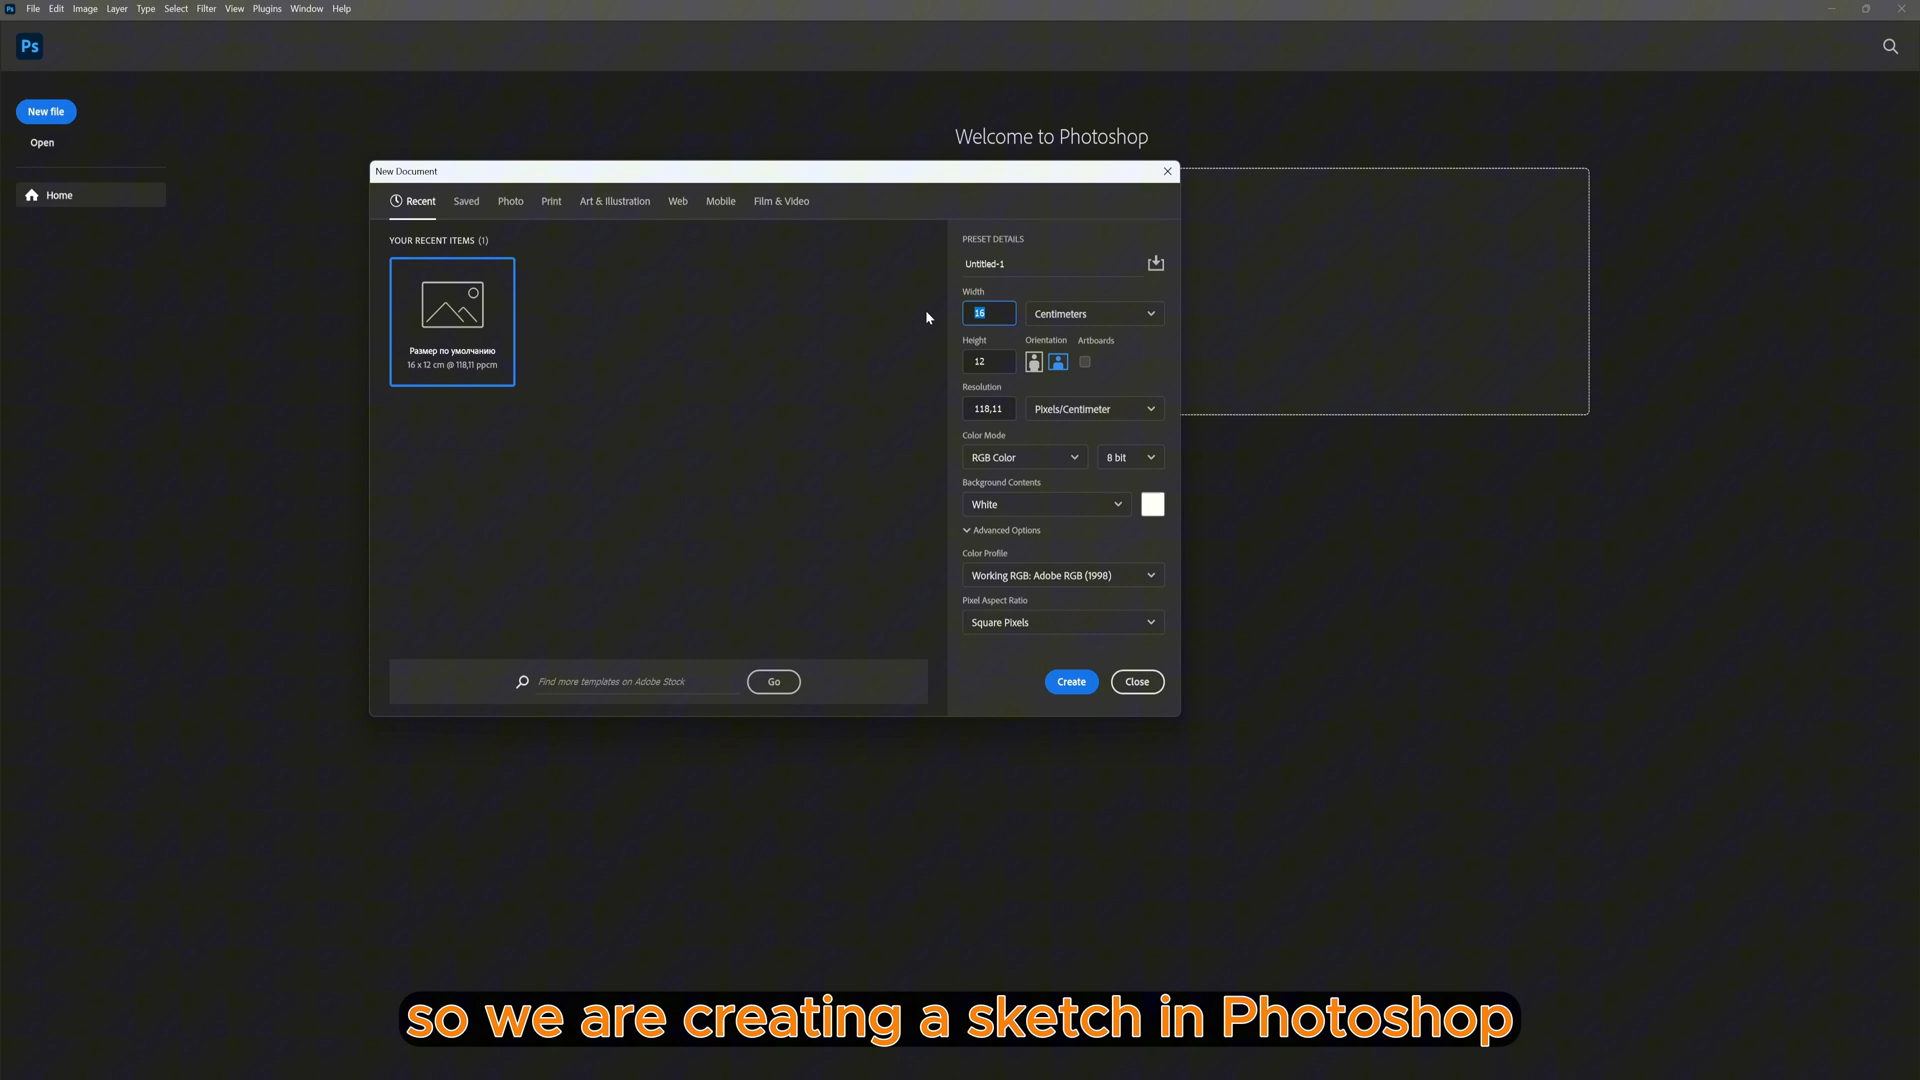 Ps File Edit Image Layer Type Select Filter View Plugins Window Help
Ps
New file
Open
Home
Welcome to Photoshop
New Document
Recent Saved Photo Print Art & Illustration Web Mobile Film & Video
YOUR RECENT ITEMS (1)
Размер по умолчанию
16 x 12 cm @ 118,11 ppcm
Find more templates on Adobe Stock Go
PRESET DETAILS
Untitled-1
Width
16 Centimeters
Height Orientation Artboards
12
Resolution
118,11 Pixels/Centimeter
Color Mode
RGB Color 8 bit
Background Contents
White
Advanced Options
Color Profile
Working RGB: Adobe RGB (1998)
Pixel Aspect Ratio
Square Pixels
Create Close
so we are creating a sketch in Photoshop